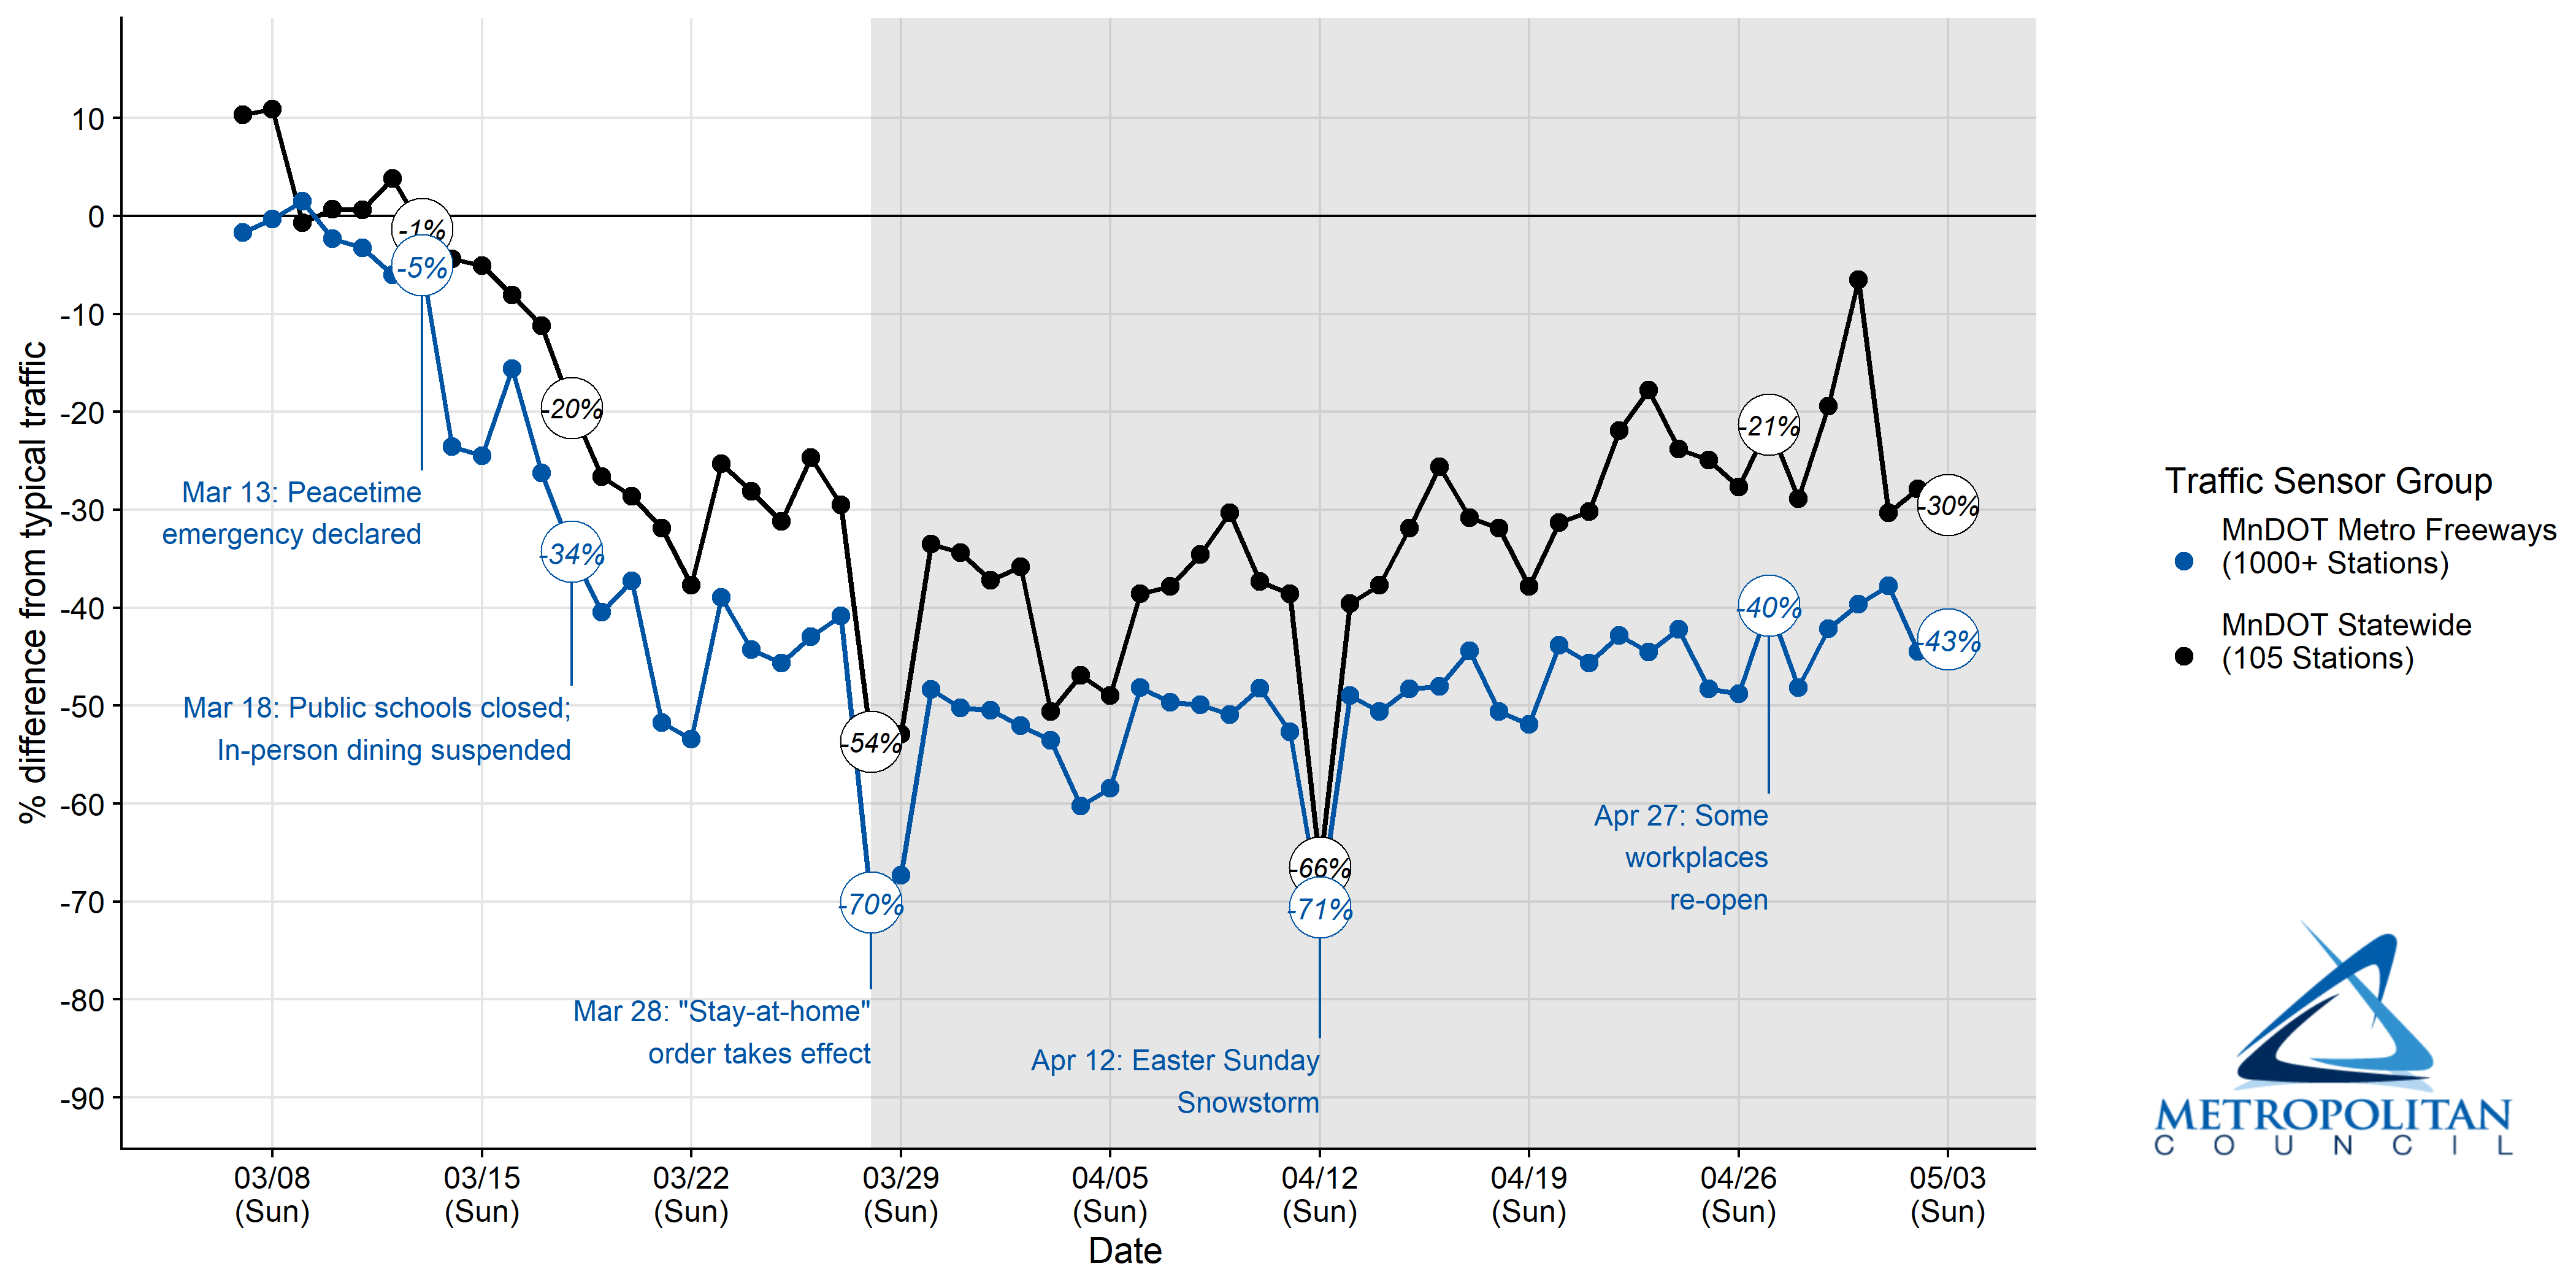 % difference from typical traffic
10
0
-10
-20
-30
-40
-50
-60
-70
-80
-90
-1%
-5%
-20%
-34%
-54%
-70%
-66%
-71%
-21%
-40%
-30%
-43%
Mar 13: Peacetime
emergency declared
Mar 18: Public schools closed;
In-person dining suspended
Mar 28: "Stay-at-home"
order takes effect
Apr 12: Easter Sunday
Snowstorm
Apr 27: Some
workplaces
re-open
03/08
(Sun)
03/15
(Sun)
03/22
(Sun)
03/29
(Sun)
04/05
(Sun)
04/12
(Sun)
04/19
(Sun)
04/26
(Sun)
05/03
(Sun)
Date
Traffic Sensor Group
MnDOT Metro Freeways
(1000+ Stations)
MnDOT Statewide
(105 Stations)
METROPOLITAN
COUNCIL